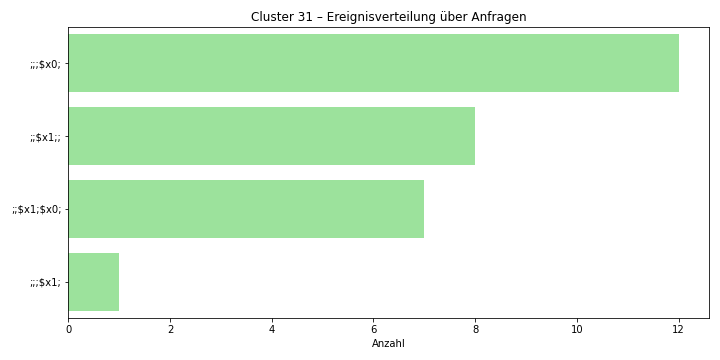 Cluster 31 – Ereignisverteilung über Anfragen
;;;$x0;
;;$x1;;
;;$x1;$x0;
;;;$x1;
0 2 4 6 8 10 12
Anzahl